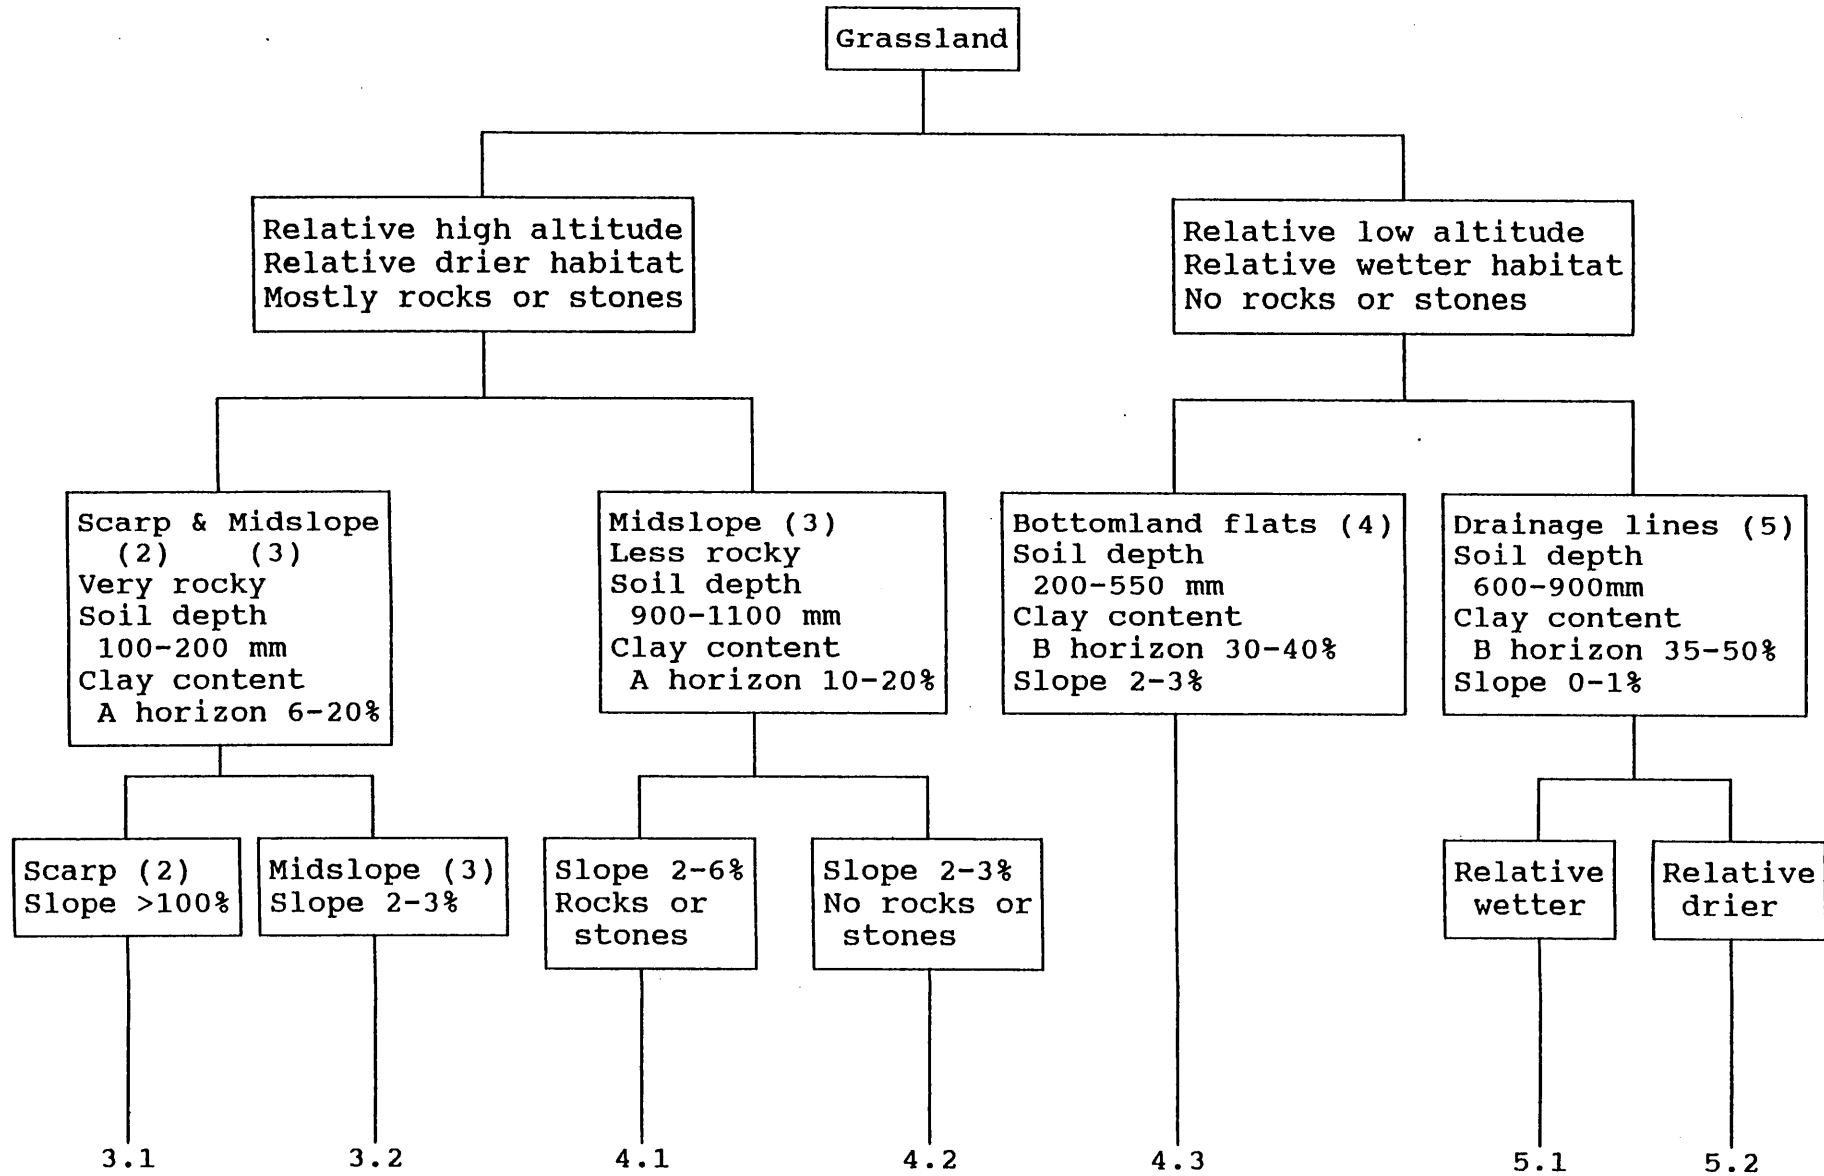 Grassland
Relative high altitude
Relative drier habitat
Mostly rocks or stones
Relative low altitude
Relative wetter habitat
No rocks or stones
Scarp & Midslope
(2) (3)
Very rocky
Soil depth
100-200 mm
Clay content
A horizon 6-20%
Midslope (3)
Less rocky
Soil depth
900-1100 mm
Clay content
A horizon 10-20%
Bottomland flats (4)
Soil depth
200-550 mm
Clay content
B horizon 30-40%
Slope 2-3%
Drainage lines (5)
Soil depth
600-900mm
Clay content
B horizon 35-50%
Slope 0-1%
Scarp (2)
Slope >100%
Midslope (3)
Slope 2-3%
Slope 2-6%
Rocks or
stones
Slope 2-3%
No rocks or
stones
Relative
wetter
Relative
drier
3.1 3.2 4.1 4.2 4.3 5.1 5.2